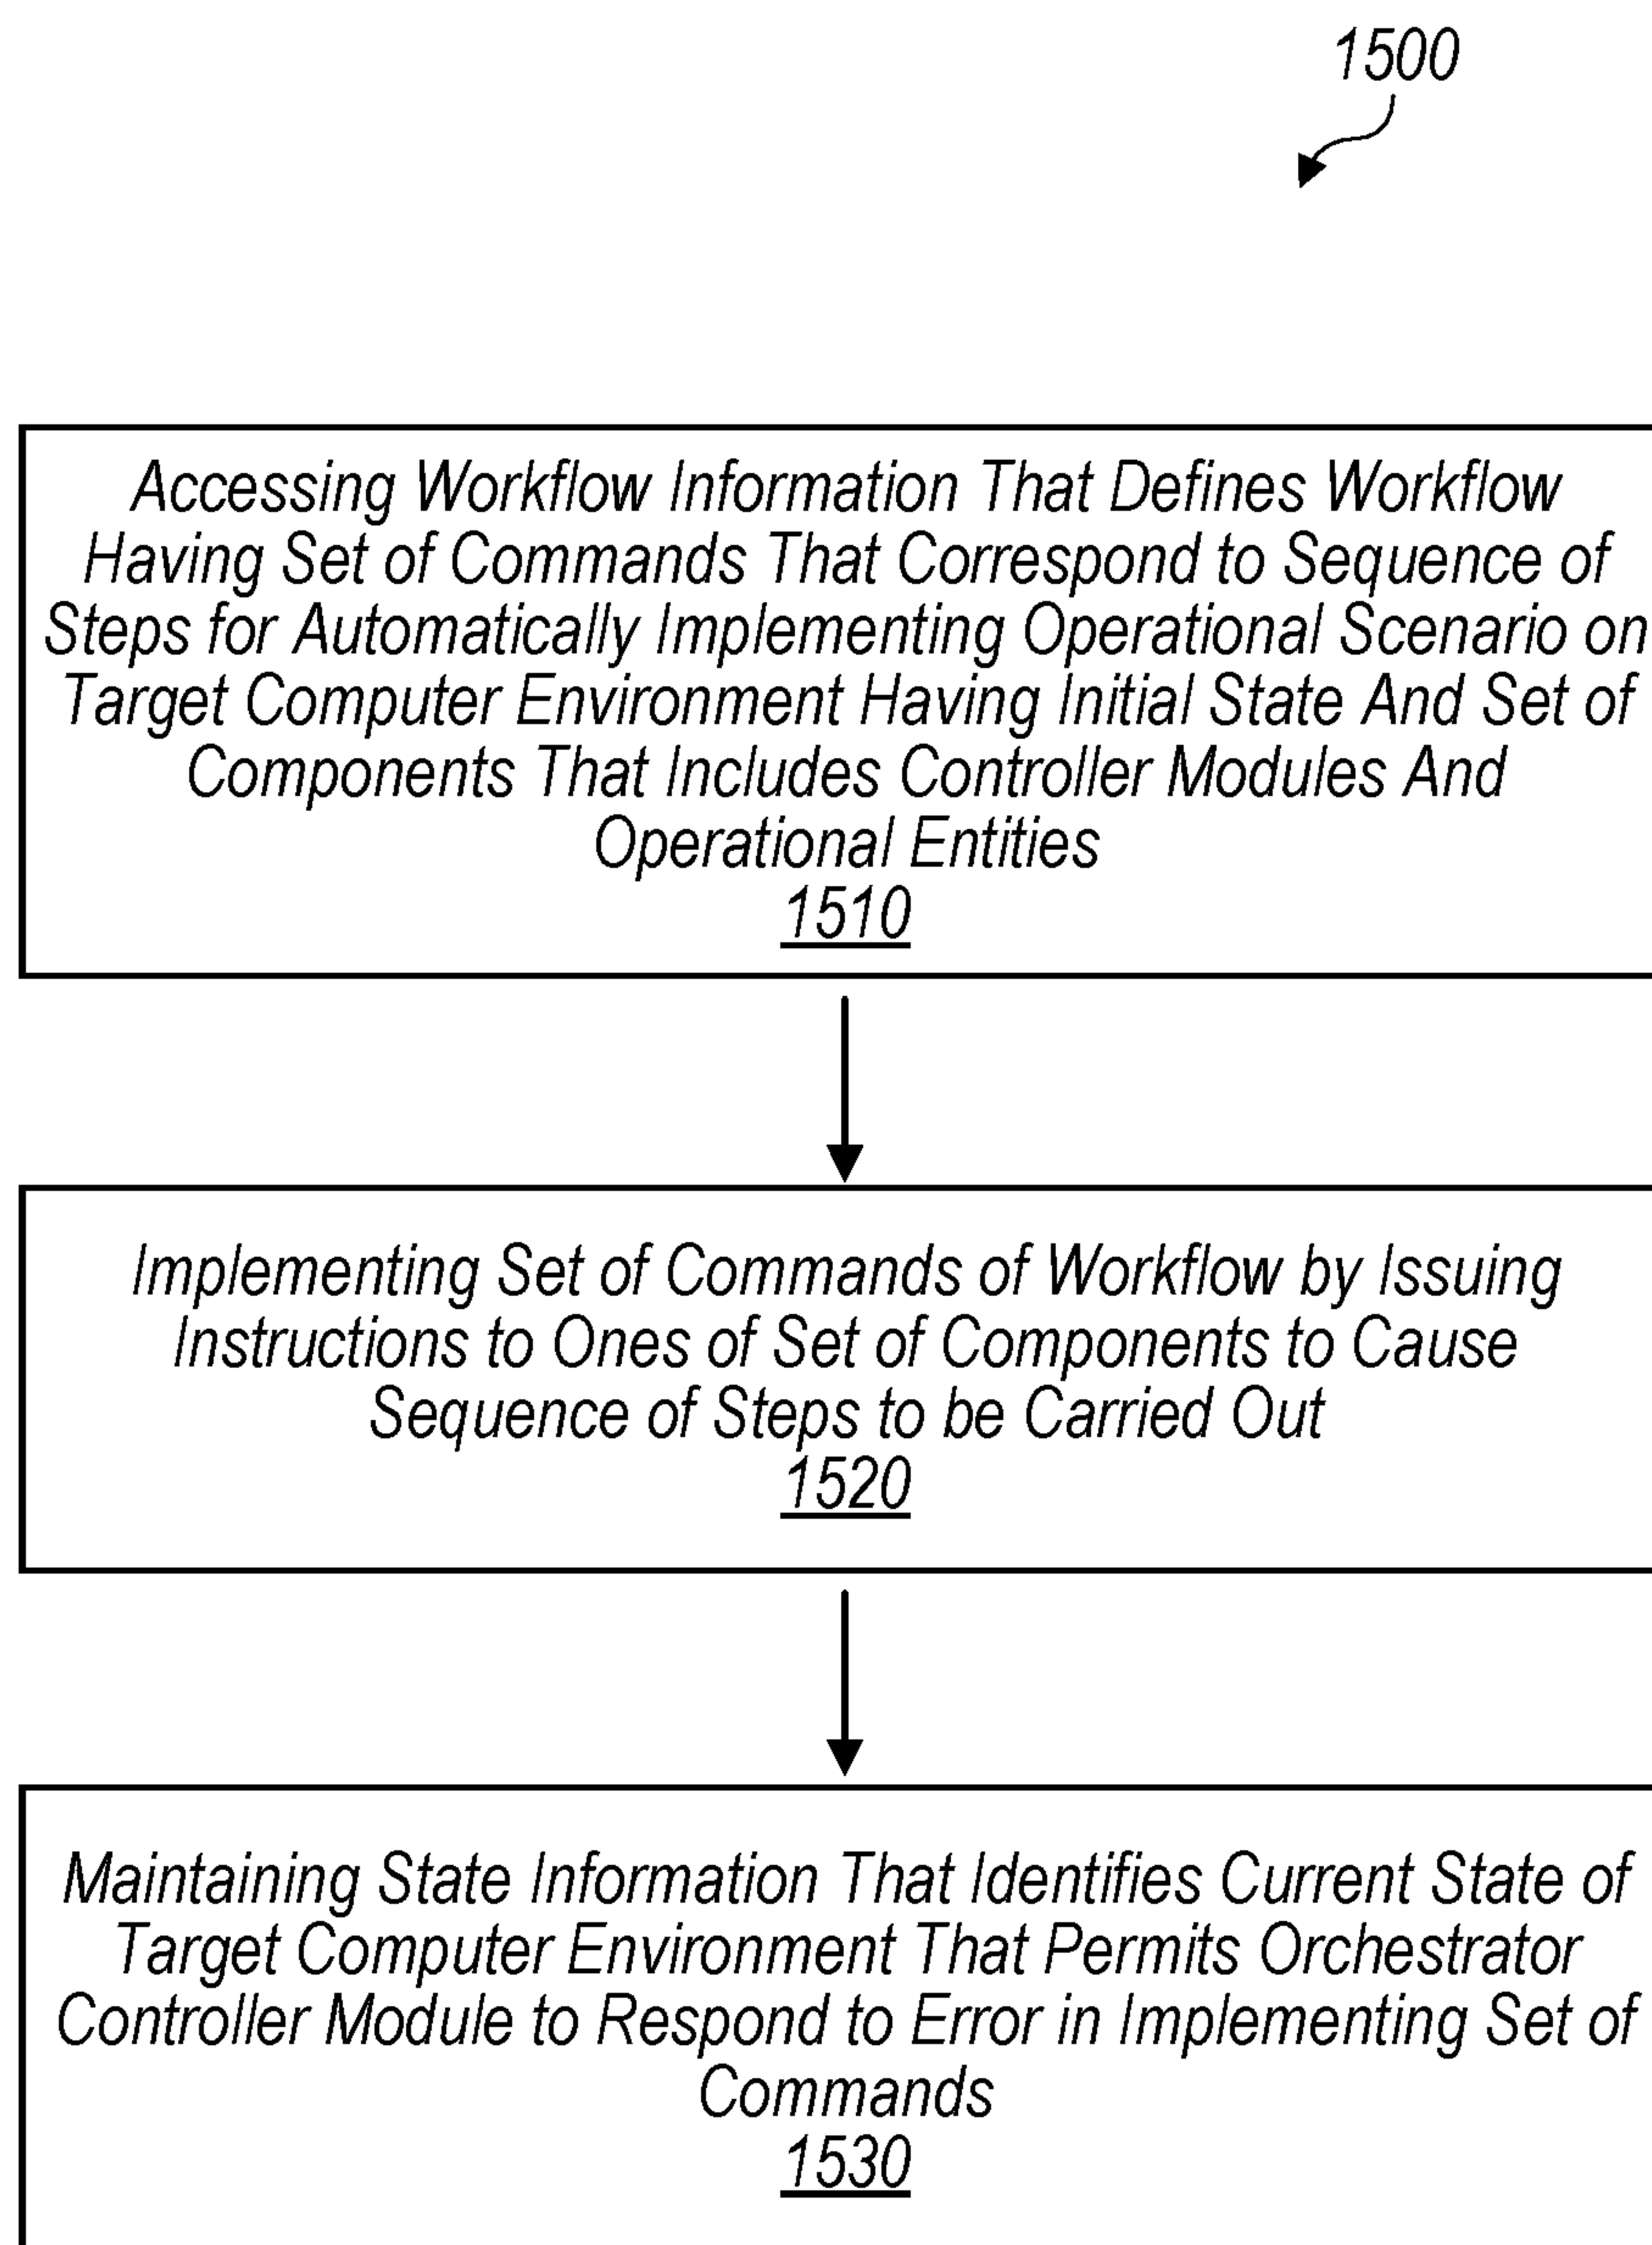 1500
Accessing Workflow Information That Defines Workflow
Having Set of Commands That Correspond to Sequence of
Steps for Automatically Implementing Operational Scenario on
Target Computer Environment Having Initial State And Set of
Components That Includes Controller Modules And
Operational Entities
1510
Implementing Set of Commands of Workflow by Issuing
Instructions to Ones of Set of Components to Cause
Sequence of Steps to be Carried Out
1520
Maintaining State Information That Identifies Current State of
Target Computer Environment That Permits Orchestrator
Controller Module to Respond to Error in Implementing Set of
Commands
1530